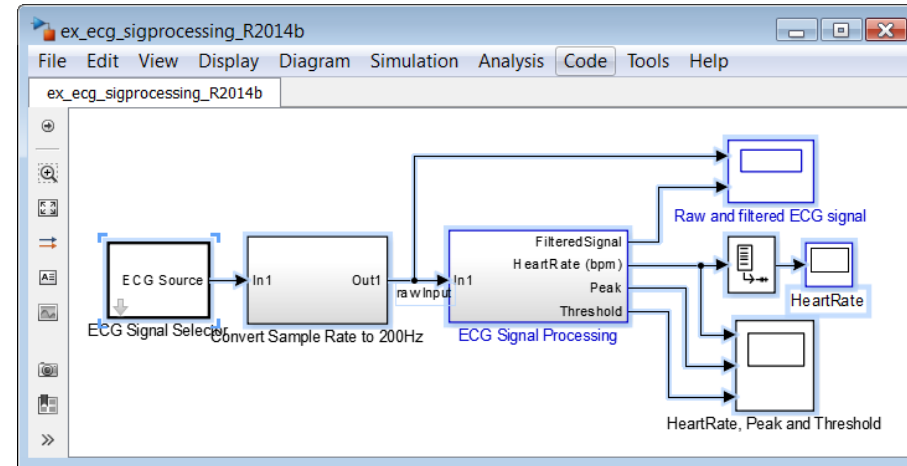 ex_ecg_sigprocessing_R2014b
File Edit View Display Diagram Simulation Analysis Code Tools Help
ex_ecg_sigprocessing_R2014b
Raw and filtered ECG signal
ECG Source
In1
Out1
rawInput
In1
FilteredSignal
HeartRate (bpm)
Peak
Threshold
HeartRate
ECG Signal Selector
Convert Sample Rate to 200Hz
ECG Signal Processing
HeartRate, Peak and Threshold